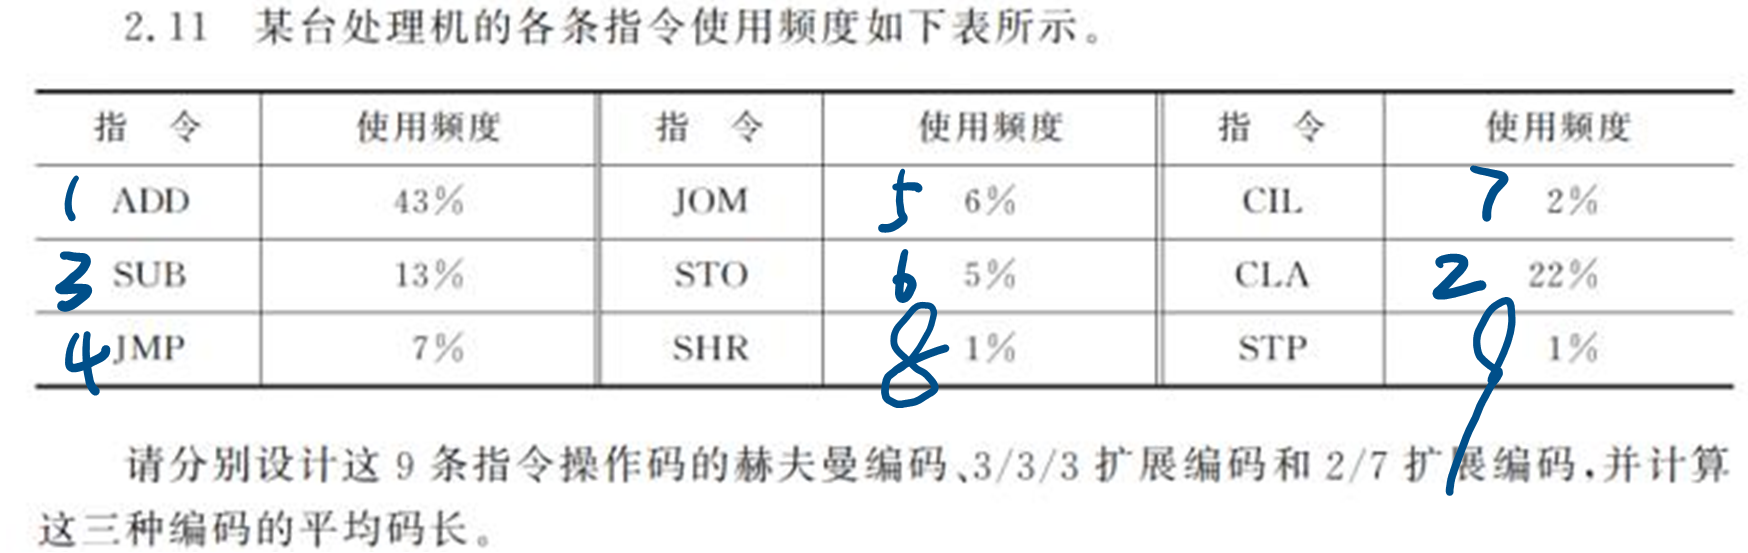 2.11 某台处理机的各条指令使用频度如下表所示。
指 令 使用频度 指 令 使用频度 指 令 使用频度
1 ADD 43% JOM 5 6% CIL 7 2%
3 SUB 13% STO 6 5% CLA 2 22%
4 JMP 7% SHR 8 1% STP 9 1%
请分别设计这 9 条指令操作码的赫夫曼编码、3/3/3 扩展编码和 2/7 扩展编码,并计算
这三种编码的平均码长。